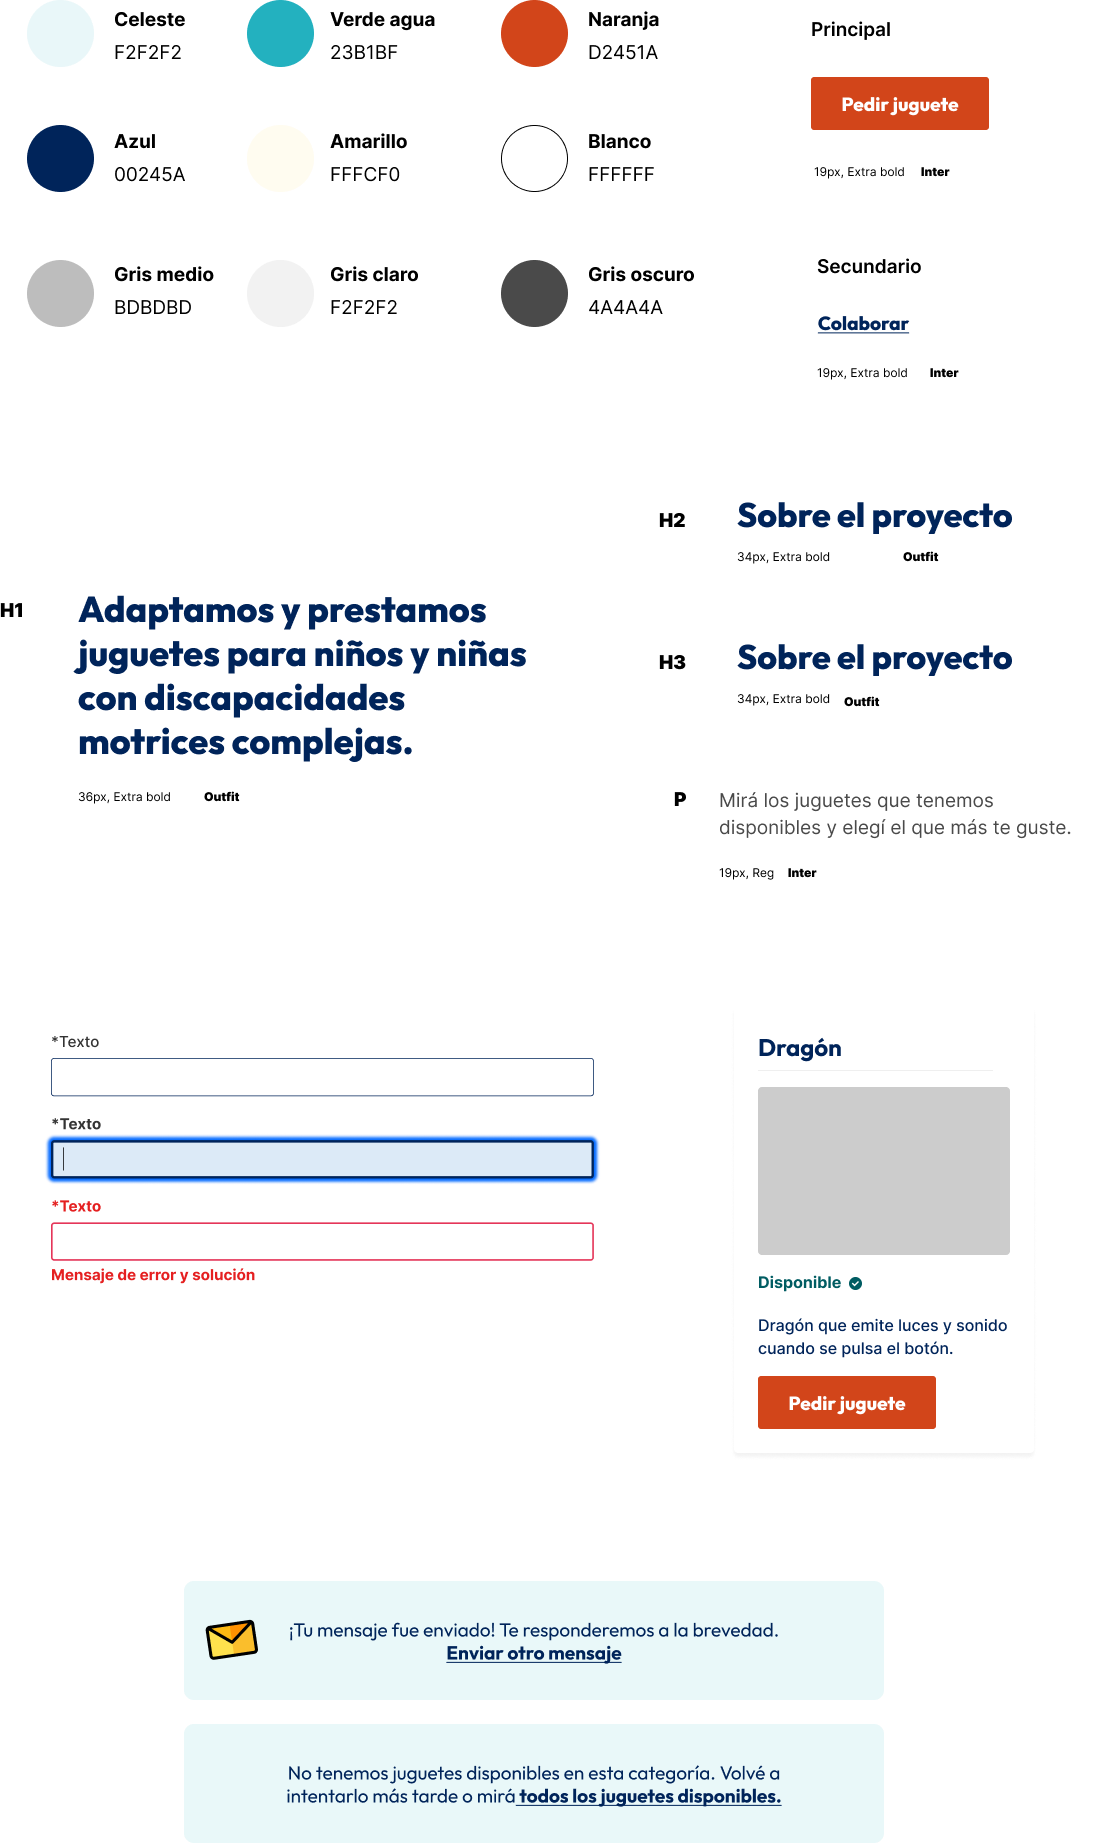 Celeste
F2F2F2
Verde agua
23B1BF
Naranja
D2451A
Azul
00245A
Amarillo
FFFCF0
Blanco
FFFFFF
Gris medio
BDBDBD
Gris claro
F2F2F2
Gris oscuro
4A4A4A
Principal
Pedir juguete
19px, Extra bold Inter
Secundario
Colaborar
19px, Extra bold Inter
H1
Adaptamos y prestamos
juguetes para niños y niñas
con discapacidades
motrices complejas.
36px, Extra bold Outfit
H2
Sobre el proyecto
34px, Extra bold Outfit
H3
Sobre el proyecto
34px, Extra bold Outfit
P
Mirá los juguetes que tenemos
disponibles y elegí el que más te guste.
19px, Reg Inter
*Texto
*Texto
*Texto
Mensaje de error y solución
Dragón
Disponible
Dragón que emite luces y sonido
cuando se pulsa el botón.
Pedir juguete
¡Tu mensaje fue enviado! Te responderemos a la brevedad.
Enviar otro mensaje
No tenemos juguetes disponibles en esta categoría. Volvé a
intentarlo más tarde o mirá todos los juguetes disponibles.